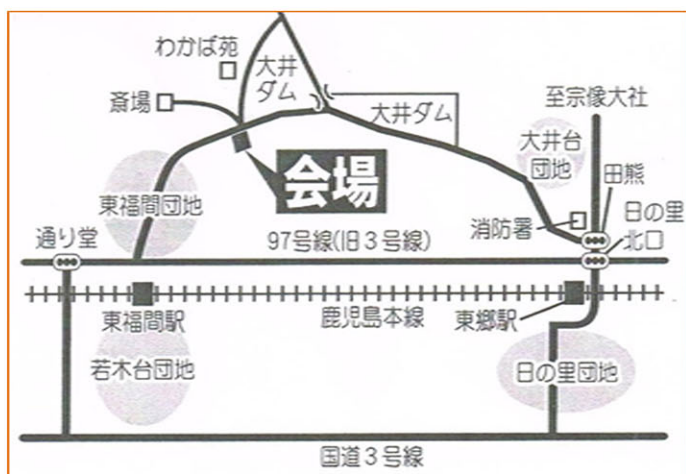 わかば苑
大井
ダム
斎場
大井ダム
至宗像大社
大井台
団地
会場
田熊
東福間団地
消防署
日の里
北口
通り堂
97号線(旧3号線)
東福間駅
鹿児島本線
東郷駅
若木台団地
日の里団地
国道3号線